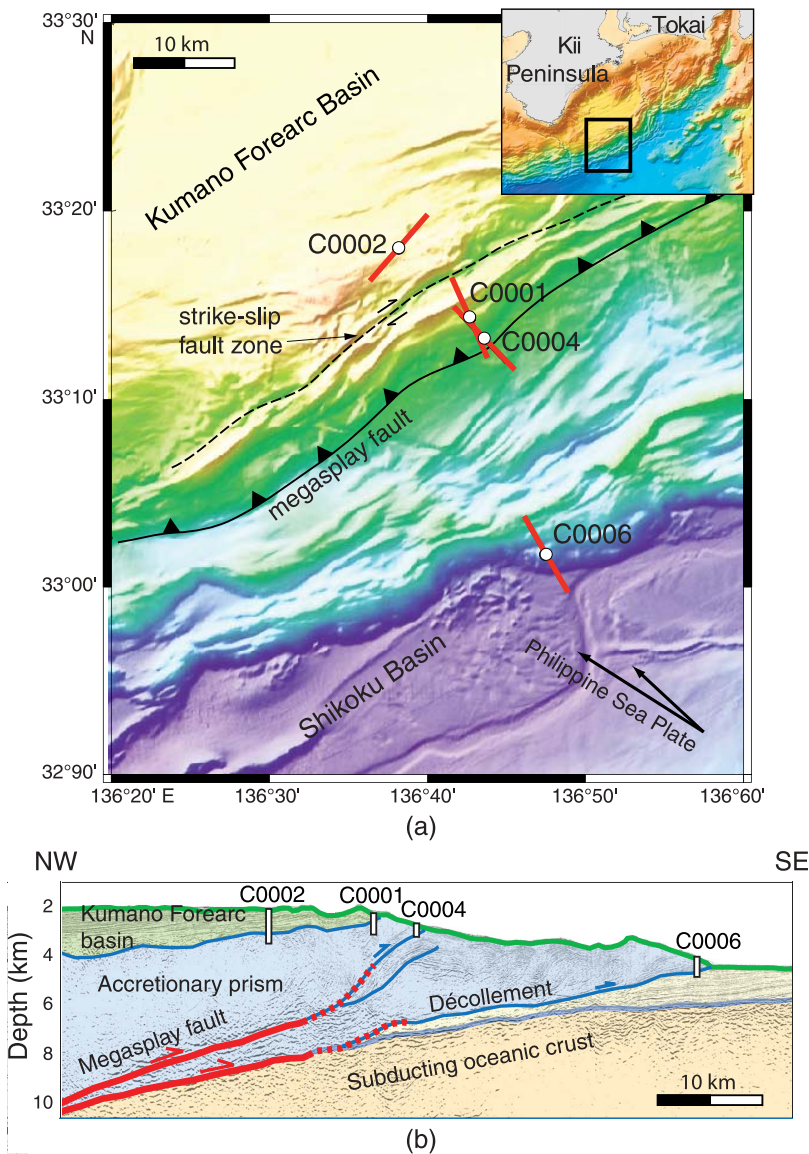 33°30'
N
10 km
Tokai
Kii
Peninsula
Kumano Forearc Basin
33°20'
C0002
C0001
strike-slip
fault zone
C0004
33°10'
megasplay fault
C0006
33°00'
Shikoku Basin
Philippine Sea Plate
32°90'
136°20' E
136°30'
136°40'
136°50'
136°60'
(a)
NW
SE
Depth (km)
2
4
6
8
10
C0002
C0001
C0004
C0006
Kumano Forearc
basin
Accretionary prism
Décollement
Megasplay fault
Subducting oceanic crust
10 km
(b)